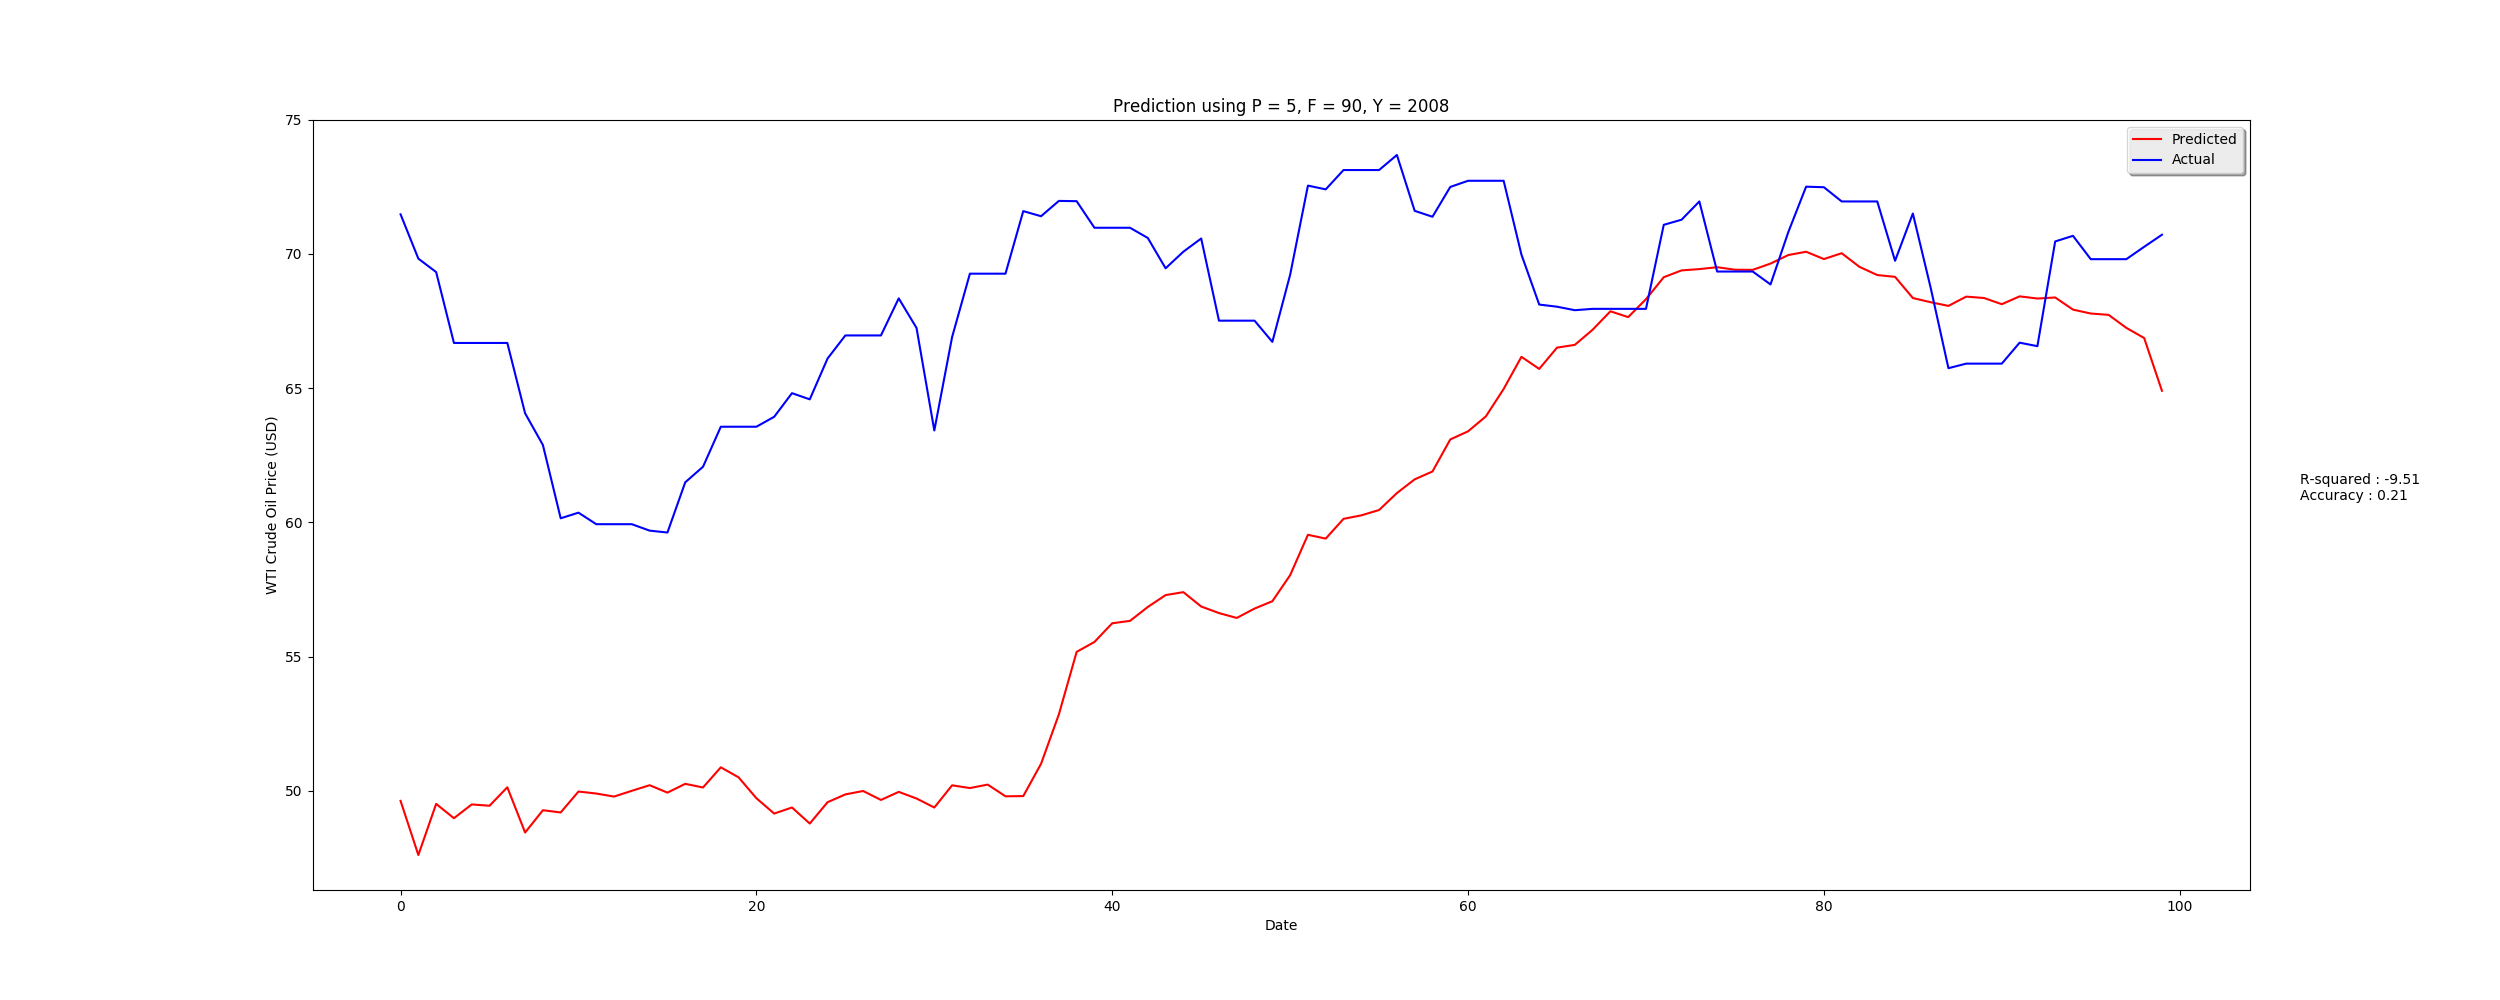 Prediction using P = 5, F = 90, Y = 2008
75
70
65
60
55
50
WTI Crude Oil Price (USD)
Predicted
Actual
R-squared : -9.51
Accuracy : 0.21
0 20 40 60 80 100
Date